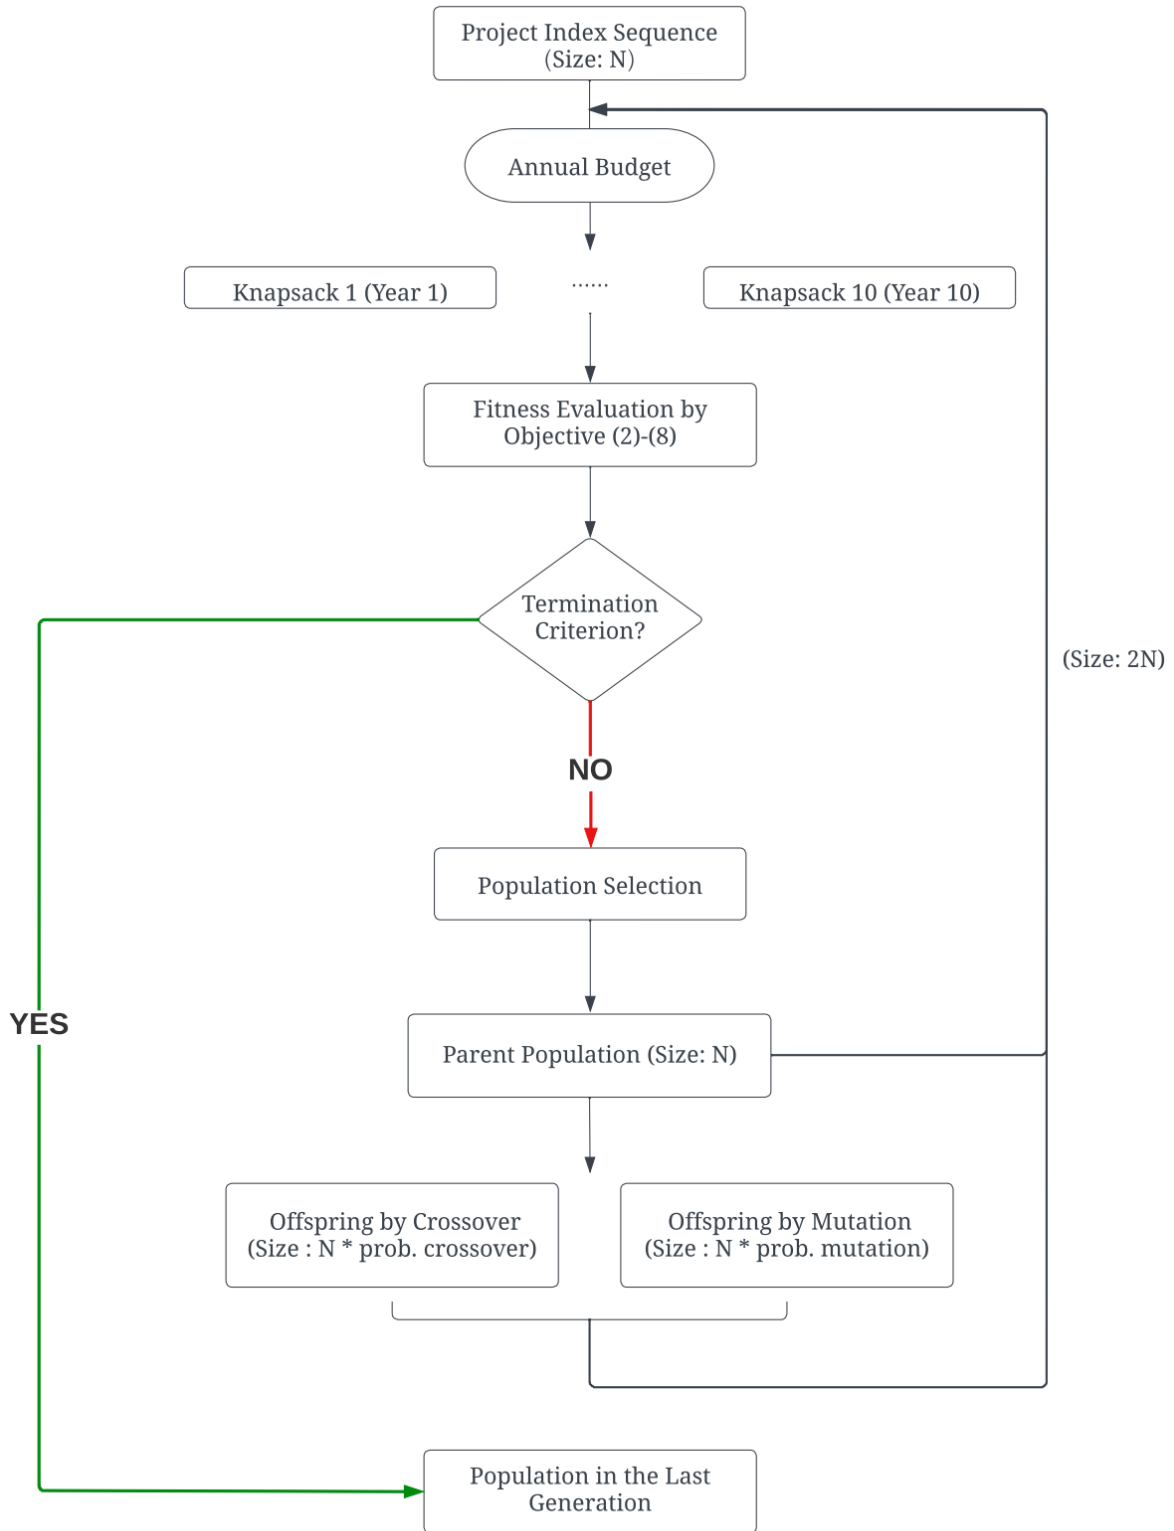 Project Index Sequence
(Size: N)
Annual Budget
Knapsack 1 (Year 1)
......
Knapsack 10 (Year 10)
Fitness Evaluation by
Objective (2)-(8)
Termination
Criterion?
(Size: 2N)
NO
Population Selection
YES
Parent Population (Size: N)
Offspring by Crossover
(Size : N * prob. crossover)
Offspring by Mutation
(Size : N * prob. mutation)
Population in the Last
Generation